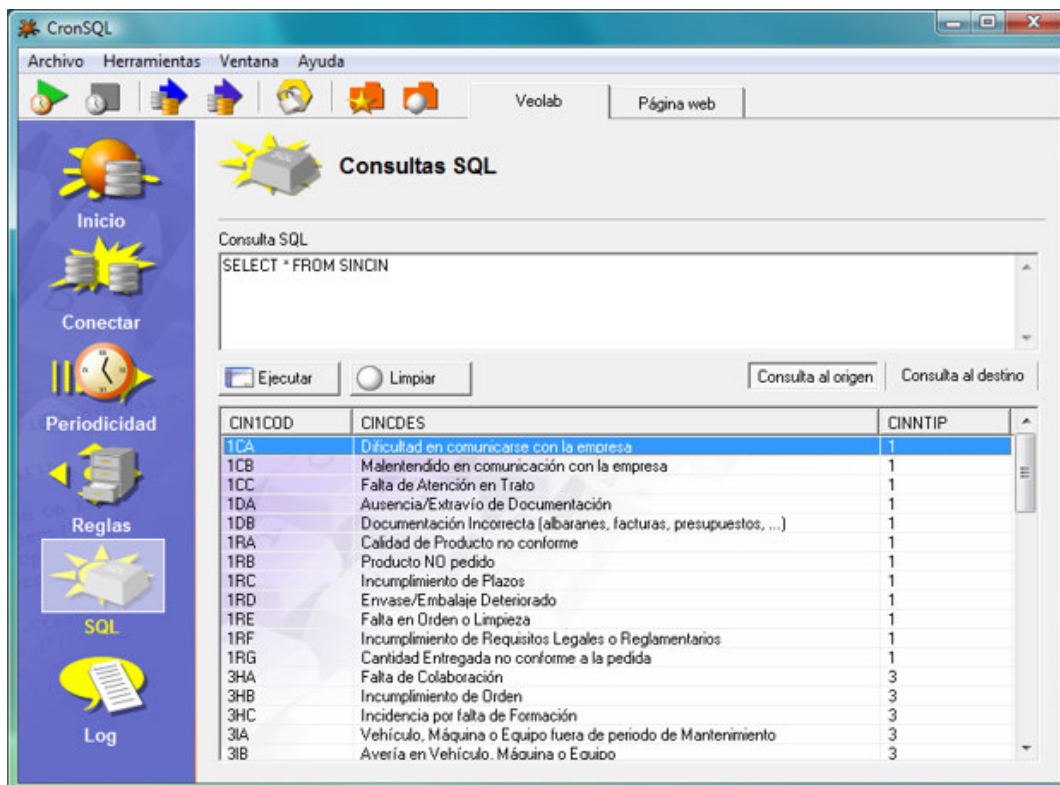 CronSQL
Archivo Herramientas Ventana Ayuda
Veolab Página web
Consultas SQL
Inicio
Consulta SQL
SELECT * FROM SINCIN
Conectar
Ejecutar Limpiar Consulta al origen Consulta al destino
Periodicidad
CIN1COD CINCDES CINNTIP
1CA Dificultad en comunicarse con la empresa 1
1CB Malentendido en comunicación con la empresa 1
1CC Falta de Atención en Trato 1
1DA Ausencia/Extravío de Documentación 1
1DB Documentación Incorrecta (albaranes, facturas, presupuestos, ...) 1
Reglas
1RA Calidad de Producto no conforme 1
1RB Producto NO pedido 1
1RC Incumplimiento de Plazos 1
1RD Envase/Embalaje Deteriorado 1
1RE Falta en Orden o Limpieza 1
SQL
1RF Incumplimiento de Requisitos Legales o Reglamentarios 1
1RG Cantidad Entregada no conforme a la pedida 1
3HA Falta de Colaboración 3
3HB Incumplimiento de Orden 3
3HC Incidencia por falta de Formación 3
3IA Vehículo, Máquina o Equipo fuera de periodo de Mantenimiento 3
Log
3IB Avería en Vehículo, Máquina o Equipo 3